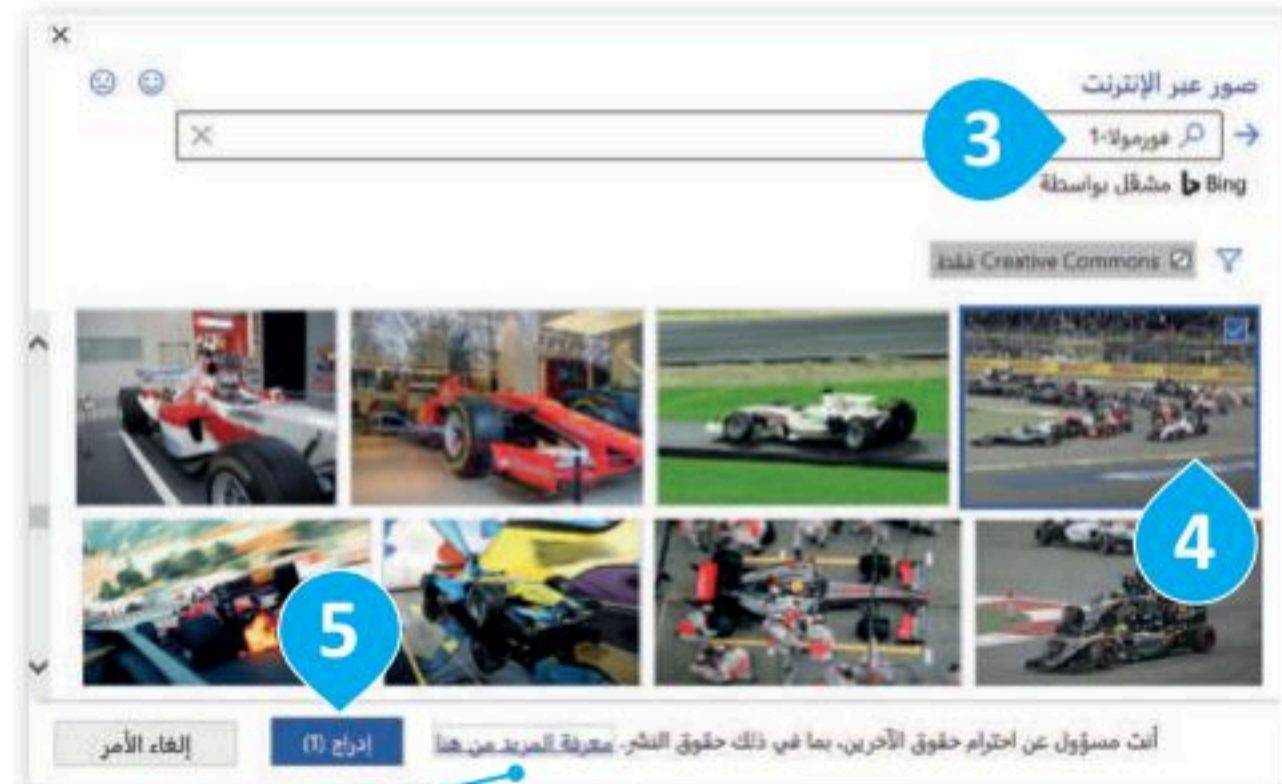 صور عبر الإنترنت
فورمولا-1
3
مشغّل بواسطة Bing
Creative Commons فقط
4
5
أنت مسؤول عن احترام حقوق الآخرين، بما في ذلك حقوق النشر. معرفة المزيد من هنا
إدراج (1)
إلغاء الأمر